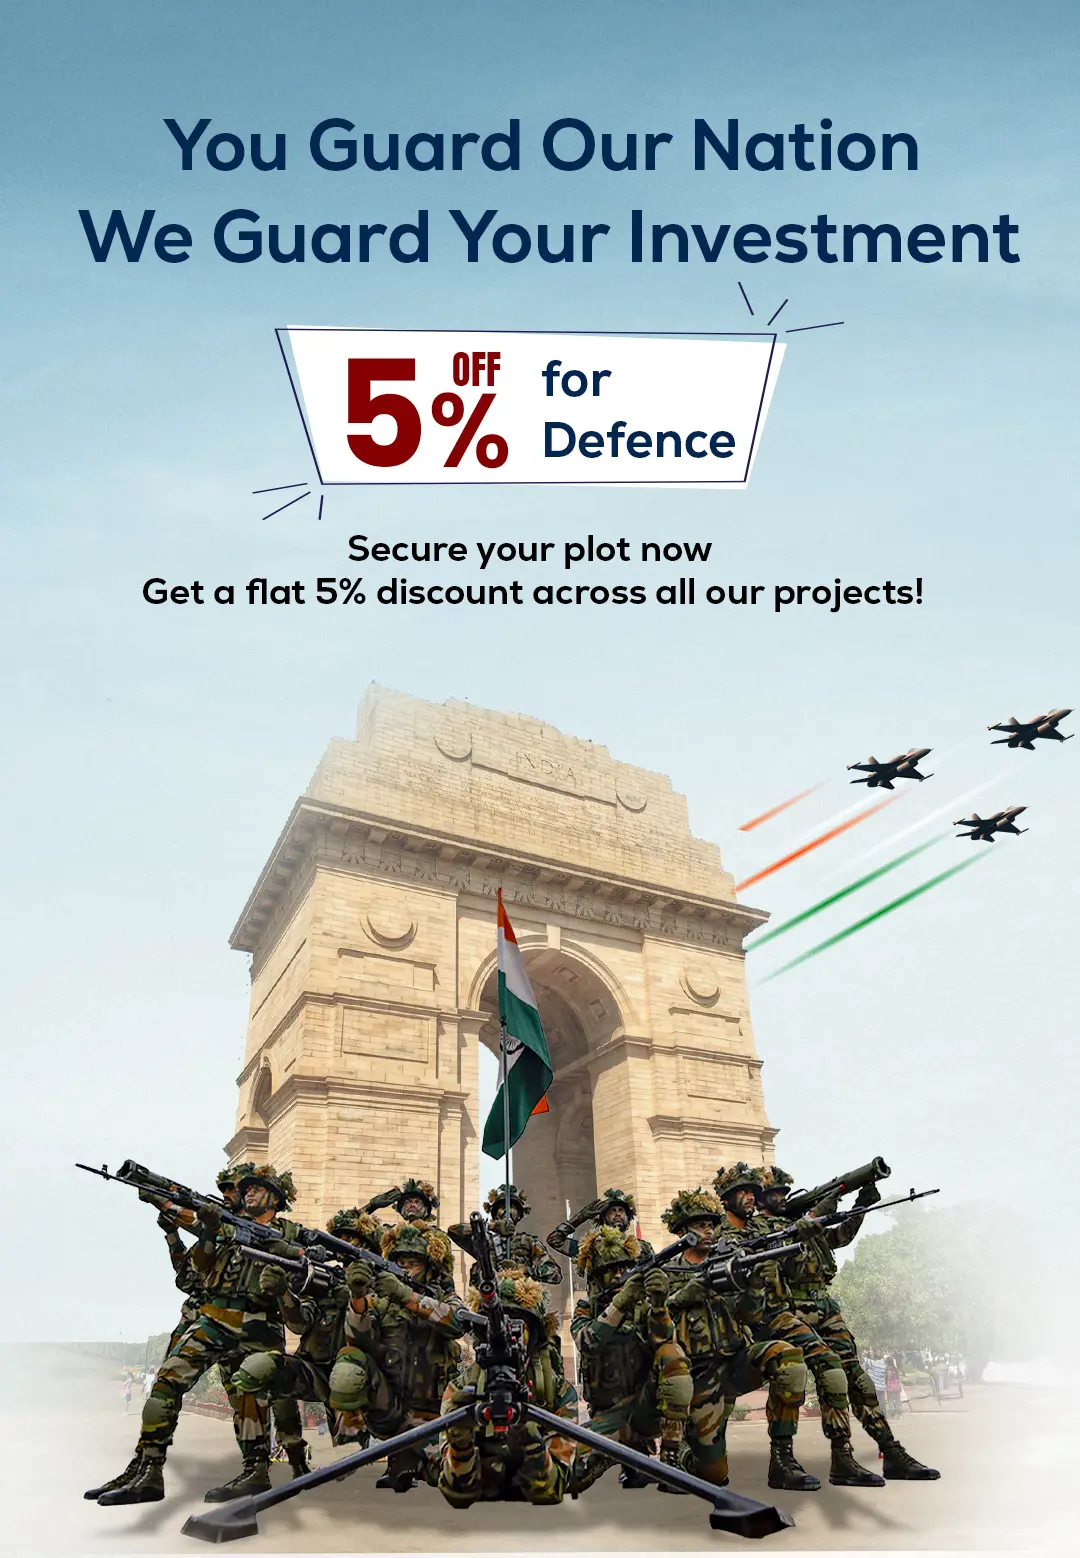 You Guard Our Nation
We Guard Your Investment
5% OFF for Defence
Secure your plot now
Get a flat 5% discount across all our projects!
INDIA